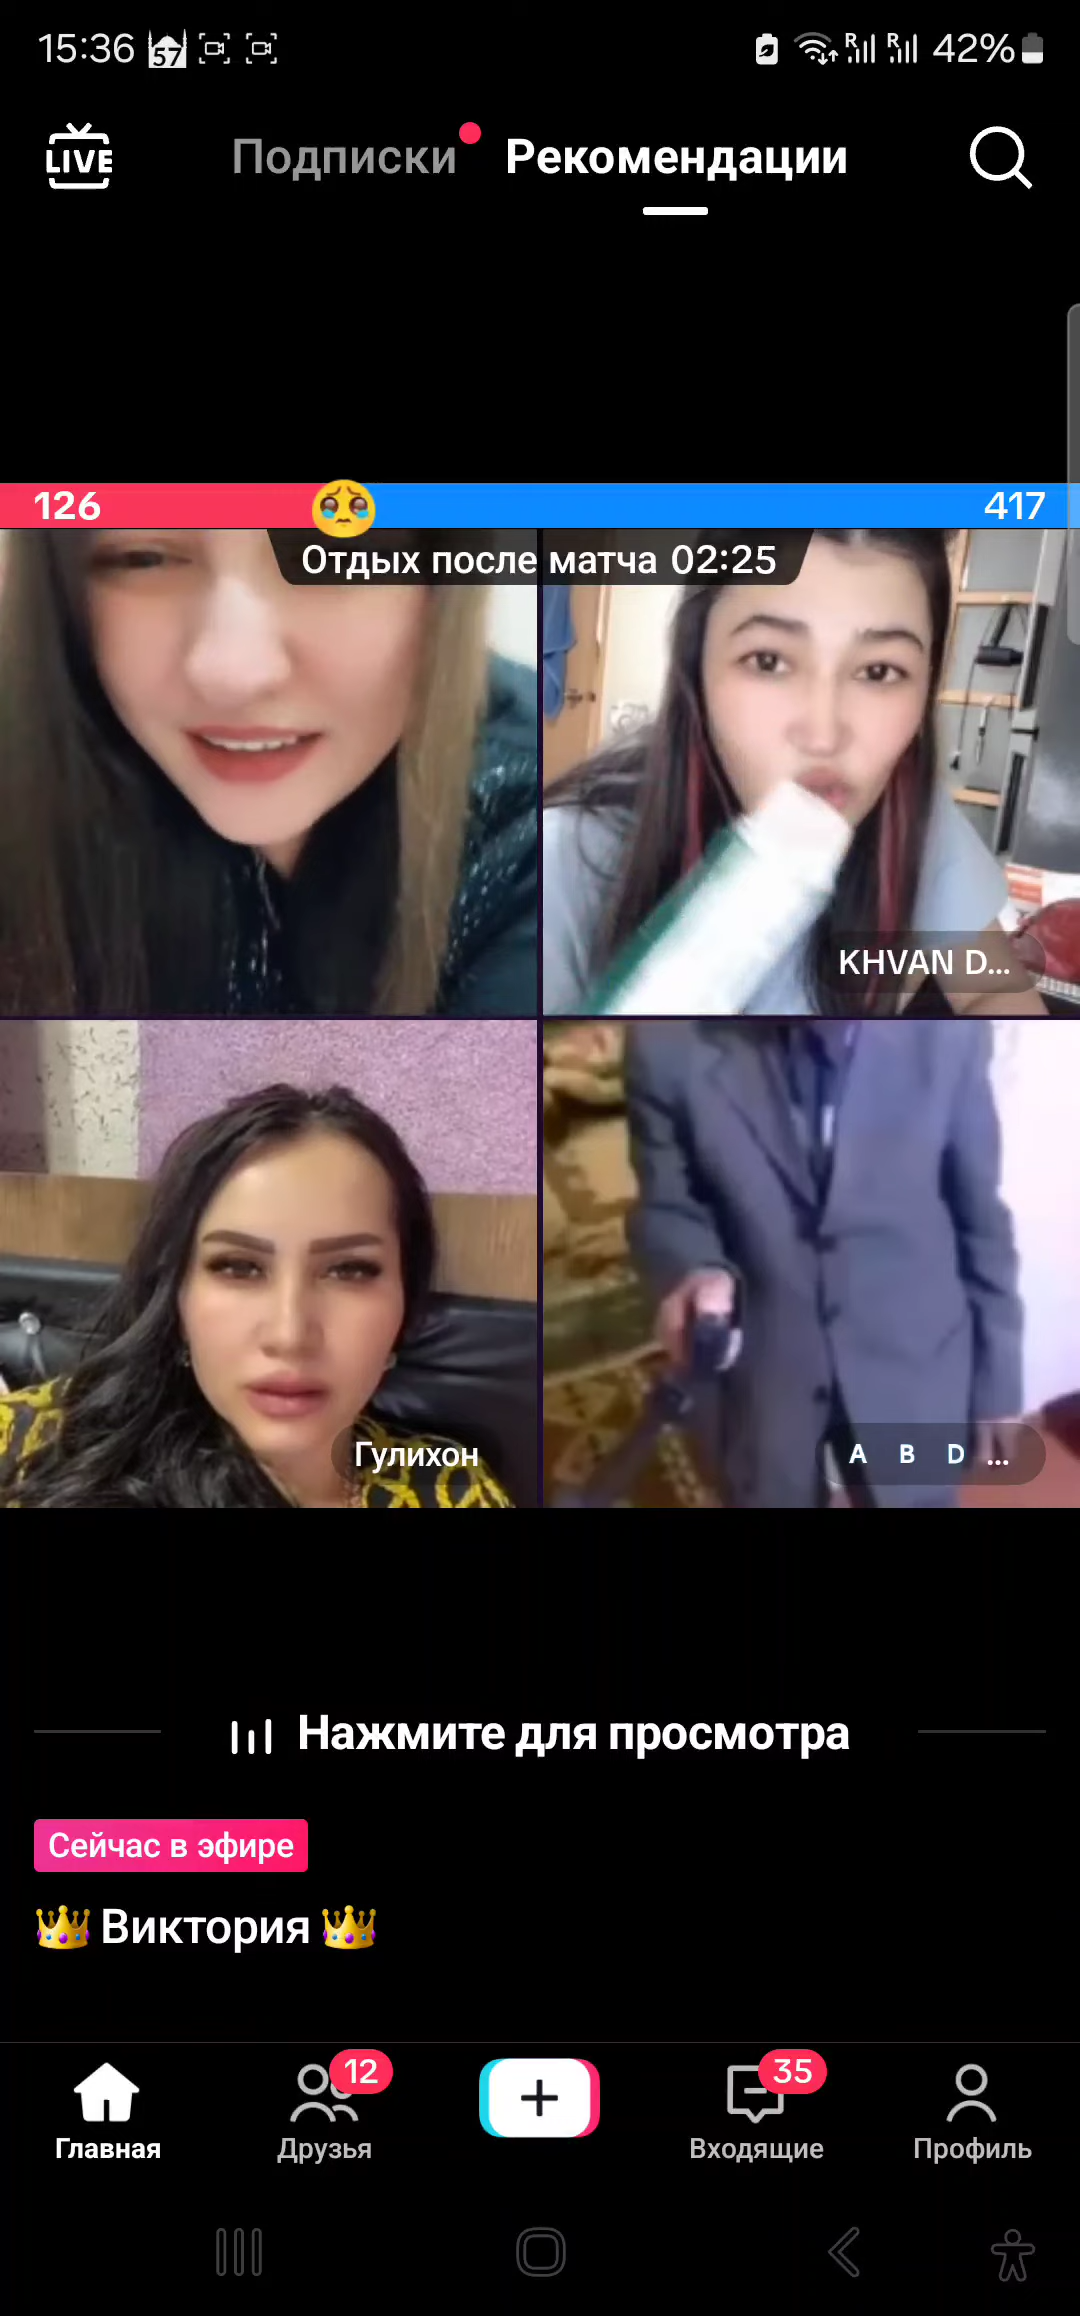 15:36 57 42%
LIVE Подписки Рекомендации
126 417
Отдых после матча 02:25
KHVAN D...
Гулихон A B D ...
Нажмите для просмотра
Сейчас в эфире
👑 Виктория 👑
12 35
Главная Друзья Входящие Профиль